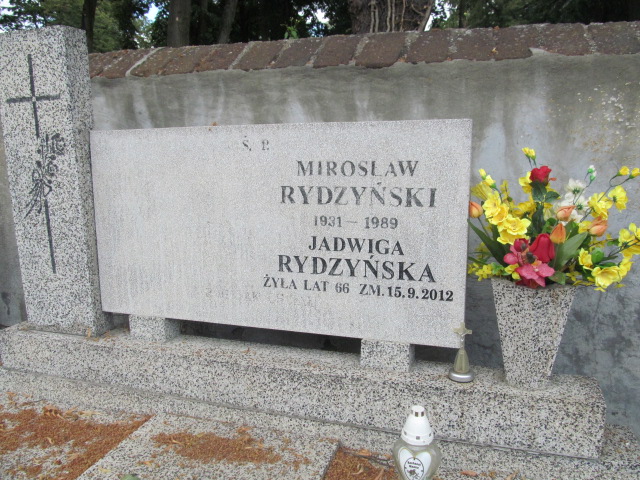 Ś. P.
MIROSŁAW
RYDZYŃSKI
1931 – 1989
JADWIGA
RYDZYŃSKA
ŻYŁA LAT 66 ZM. 15. 9. 2012